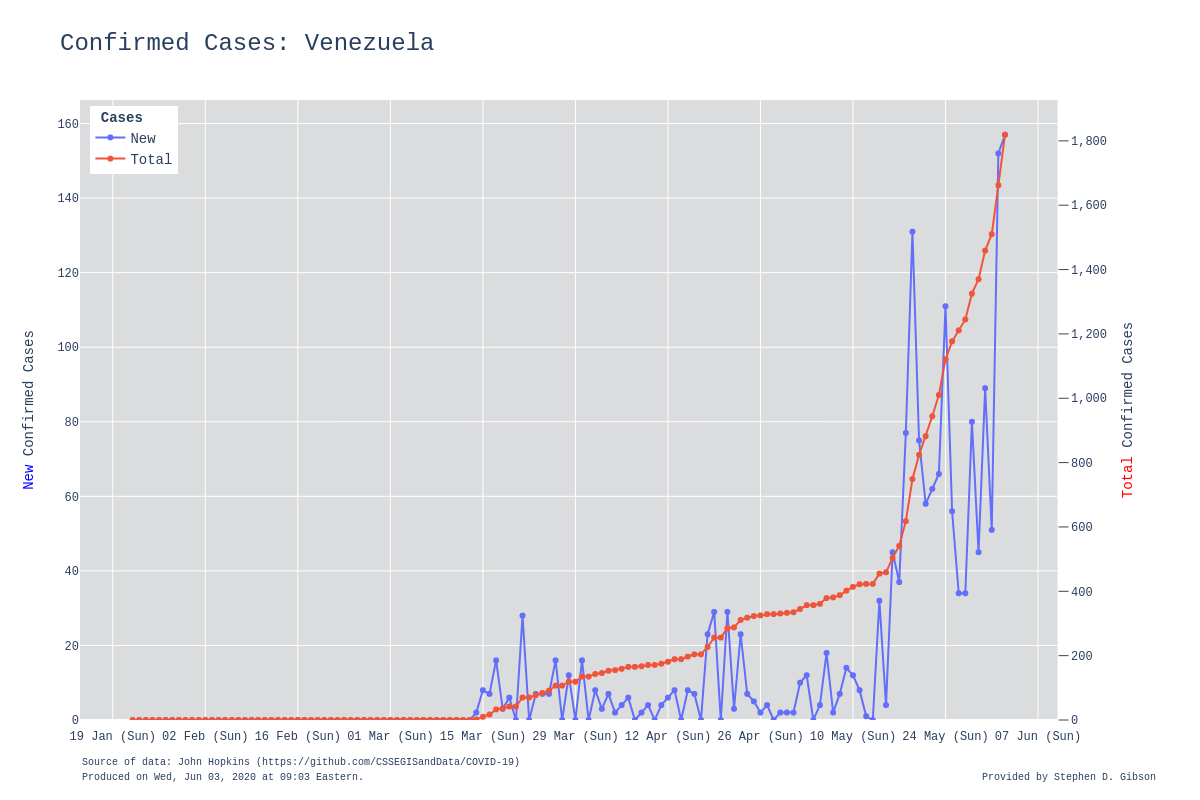 Confirmed Cases: Venezuela
Cases
New
Total
160
140
120
100
80
60
40
20
0
New Confirmed Cases
1,800
1,600
1,400
1,200
1,000
800
600
400
200
0
Total Confirmed Cases
19 Jan (Sun) 02 Feb (Sun) 16 Feb (Sun) 01 Mar (Sun) 15 Mar (Sun) 29 Mar (Sun) 12 Apr (Sun) 26 Apr (Sun) 10 May (Sun) 24 May (Sun) 07 Jun (Sun)
Source of data: John Hopkins (https://github.com/CSSEGISandData/COVID-19)
Produced on Wed, Jun 03, 2020 at 09:03 Eastern.
Provided by Stephen D. Gibson